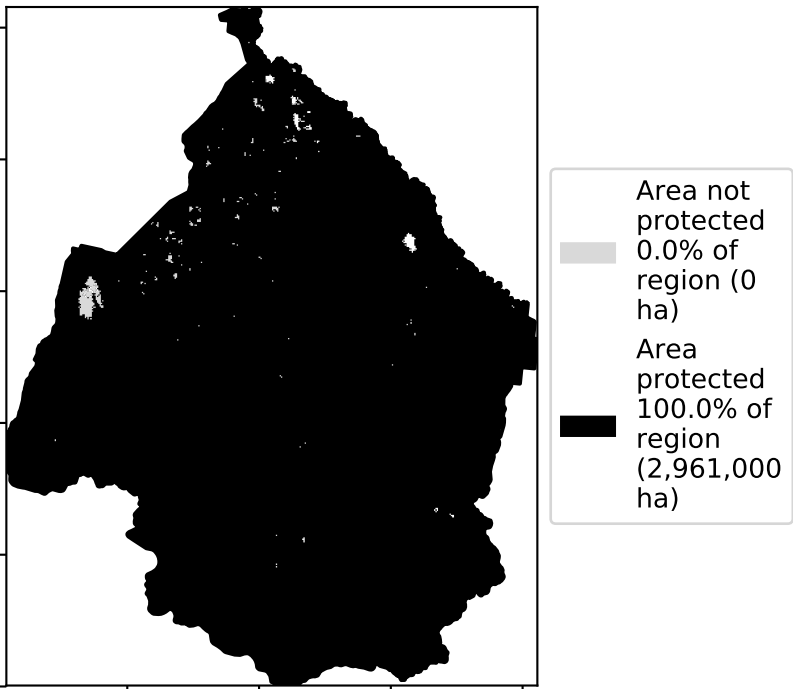 Area not
protected
0.0% of
region (0
ha)
Area
protected
100.0% of
region
(2,961,000
ha)